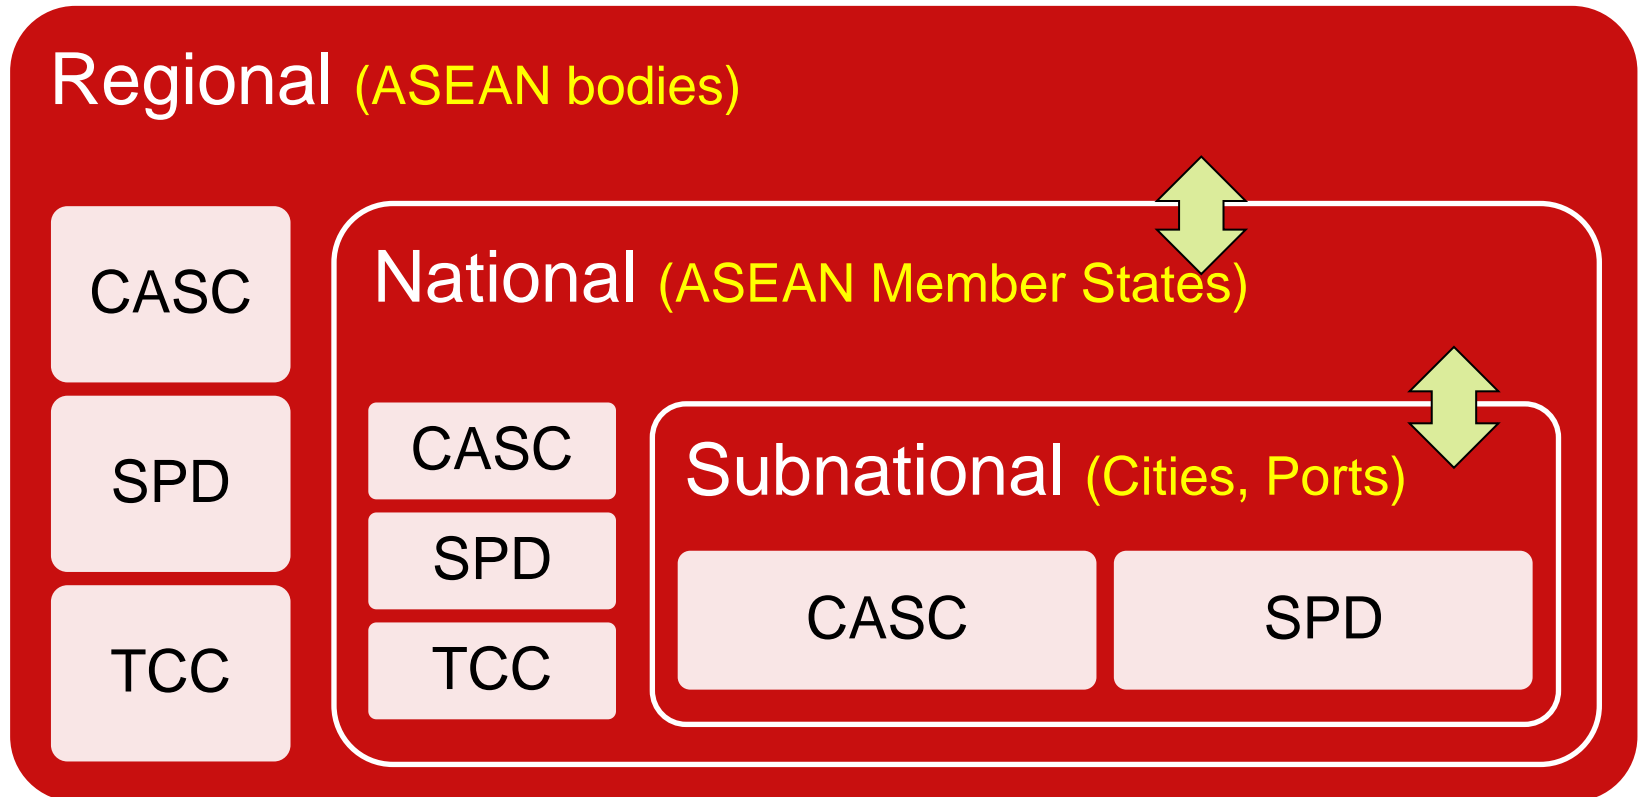 Regional (ASEAN bodies)
CASC
SPD
TCC
National (ASEAN Member States)
CASC
SPD
TCC
Subnational (Cities, Ports)
CASC
SPD